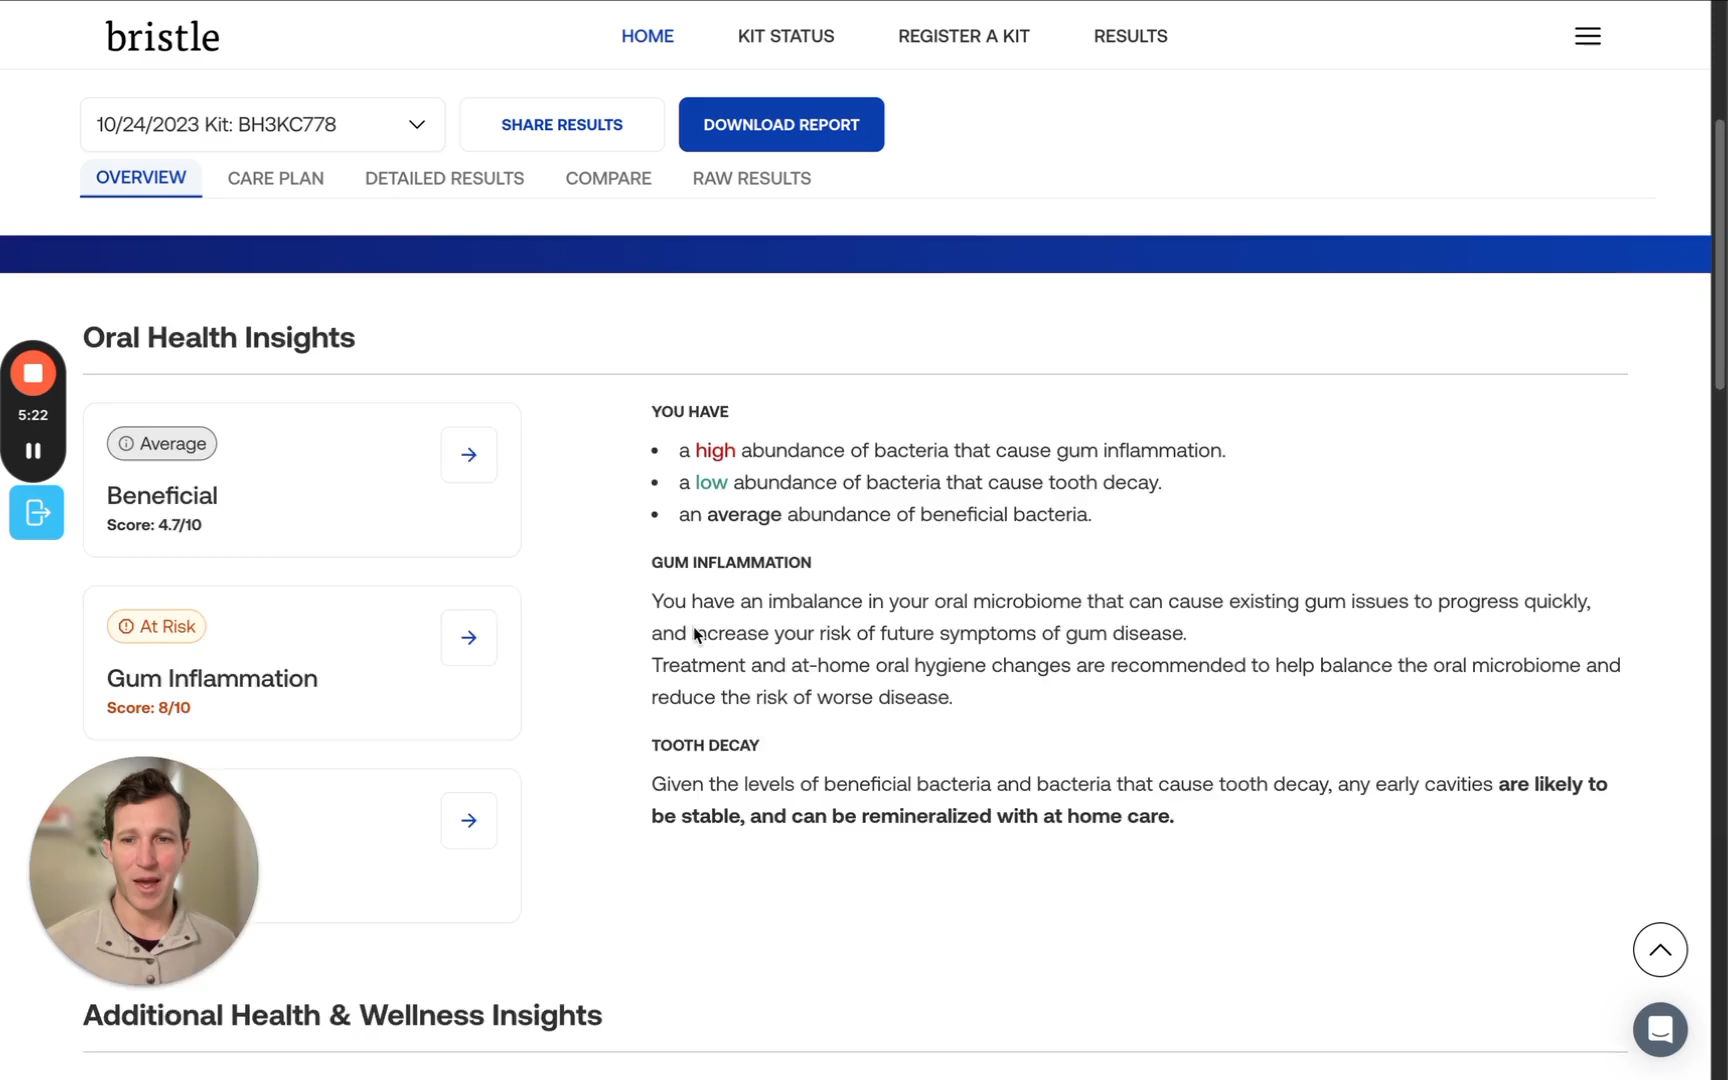 bristle
HOME
KIT STATUS
REGISTER A KIT
RESULTS
10/24/2023 Kit: BH3KC778
SHARE RESULTS
DOWNLOAD REPORT
OVERVIEW
CARE PLAN
DETAILED RESULTS
COMPARE
RAW RESULTS
Oral Health Insights
5:22
Average
Beneficial
Score: 4.7/10
At Risk
Gum Inflammation
Score: 8/10
YOU HAVE
• a high abundance of bacteria that cause gum inflammation.
• a low abundance of bacteria that cause tooth decay.
• an average abundance of beneficial bacteria.
GUM INFLAMMATION
You have an imbalance in your oral microbiome that can cause existing gum issues to progress quickly,
and increase your risk of future symptoms of gum disease.
Treatment and at-home oral hygiene changes are recommended to help balance the oral microbiome and
reduce the risk of worse disease.
TOOTH DECAY
Given the levels of beneficial bacteria and bacteria that cause tooth decay, any early cavities are likely to
be stable, and can be remineralized with at home care.
Additional Health & Wellness Insights